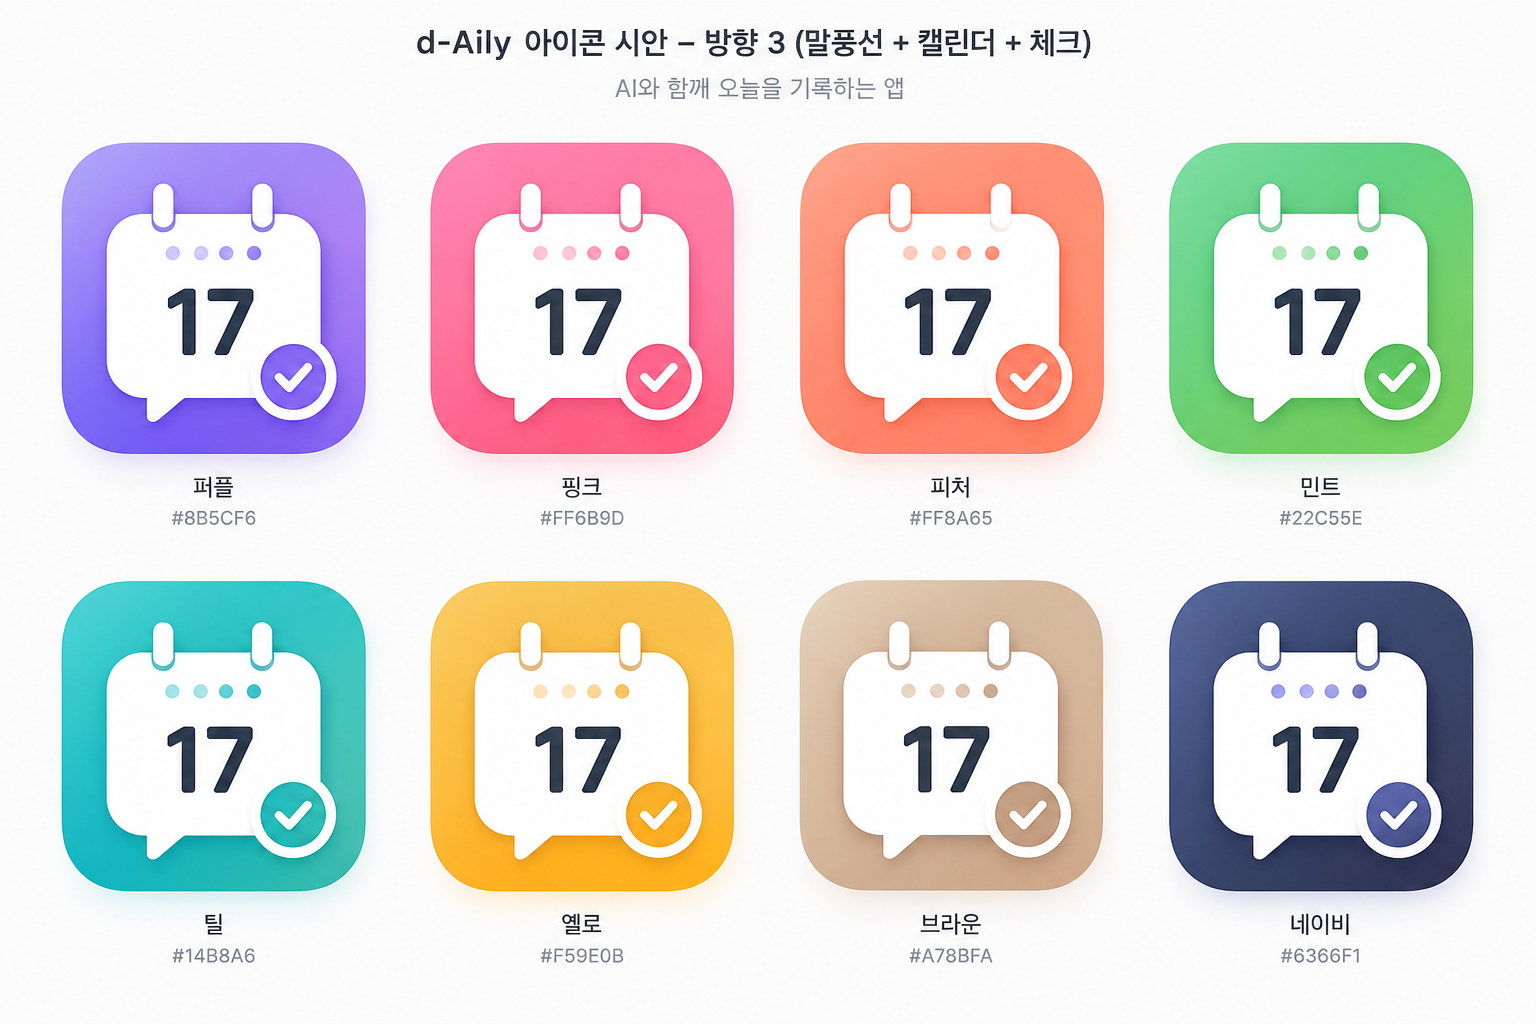 d-Aily 아이콘 시안 – 방향 3 (말풍선 + 캘린더 + 체크)
AI와 함께 오늘을 기록하는 앱
17
17
17
17
퍼플
핑크
피처
민트
#8B5CF6
#FF6B9D
#FF8A65
#22C55E
17
17
17
17
틸
옐로
브라운
네이비
#14B8A6
#F59E0B
#A78BFA
#6366F1